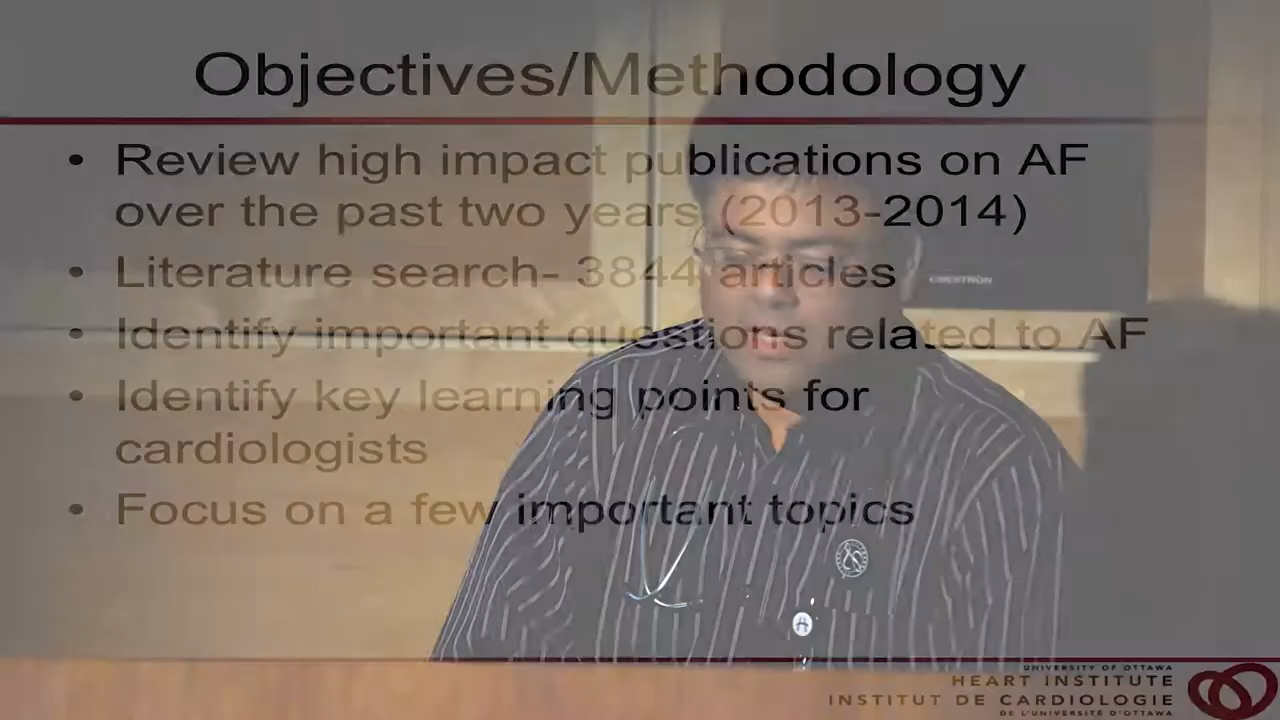 Objectives/Methodology
• Review high impact publications on AF
over the past two years (2013-2014)
• Literature search- 3844 articles
• Identify important questions related to AF
• Identify key learning points for
cardiologists
• Focus on a few important topics
CRESTRON
UNIVERSITY OF OTTAWA
HEART INSTITUTE
INSTITUT DE CARDIOLOGIE
DE L'UNIVERSITÉ D'OTTAWA